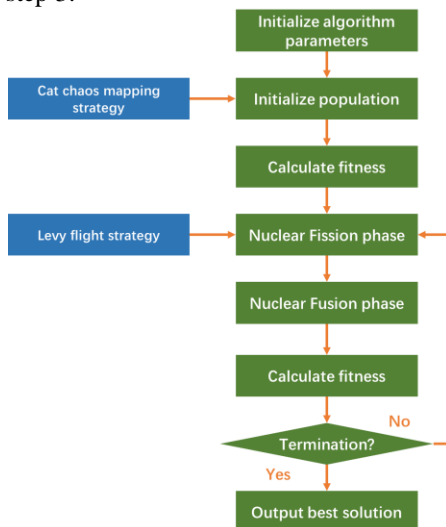 step 3.
Initialize algorithm
parameters
Cat chaos mapping
strategy
Initialize population
Calculate fitness
Levy flight strategy
Nuclear Fission phase
Nuclear Fusion phase
Calculate fitness
No
Termination?
Yes
Output best solution